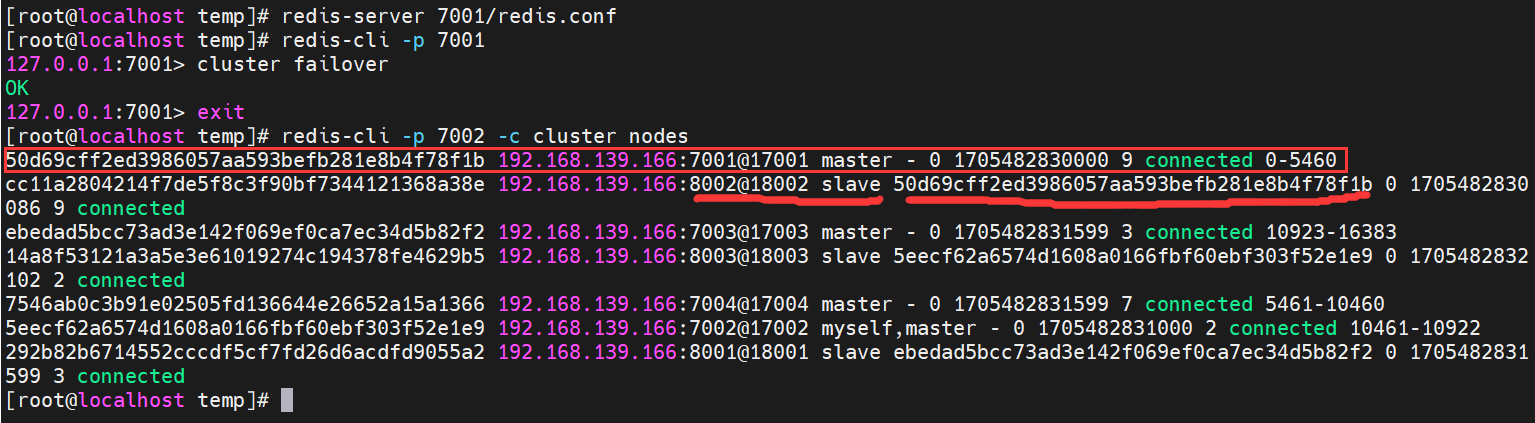 [root@localhost temp]# redis-server 7001/redis.conf
[root@localhost temp]# redis-cli -p 7001
127.0.0.1:7001> cluster failover
OK
127.0.0.1:7001> exit
[root@localhost temp]# redis-cli -p 7002 -c cluster nodes
50d69cff2ed3986057aa593befb281e8b4f78f1b 192.168.139.166:7001@17001 master - 0 1705482830000 9 connected 0-5460
cc11a2804214f7de5f8c3f90bf7344121368a38e 192.168.139.166:8002@18002 slave 50d69cff2ed3986057aa593befb281e8b4f78f1b 0 1705482830
086 9 connected
ebedad5bcc73ad3e142f069ef0ca7ec34d5b82f2 192.168.139.166:7003@17003 master - 0 1705482831599 3 connected 10923-16383
14a8f53121a3a5e3e61019274c194378fe4629b5 192.168.139.166:8003@18003 slave 5eecf62a6574d1608a0166fbf60ebf303f52e1e9 0 1705482832
102 2 connected
7546ab0c3b91e02505fd136644e26652a15a1366 192.168.139.166:7004@17004 master - 0 1705482831599 7 connected 5461-10460
5eecf62a6574d1608a0166fbf60ebf303f52e1e9 192.168.139.166:7002@17002 myself,master - 0 1705482831000 2 connected 10461-10922
292b82b6714552cccdf5cf7fd26d6acdfd9055a2 192.168.139.166:8001@18001 slave ebedad5bcc73ad3e142f069ef0ca7ec34d5b82f2 0 1705482831
599 3 connected
[root@localhost temp]#